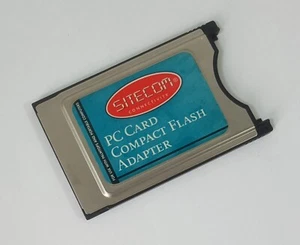 SITECOM®
CONNECTIVITY
PC CARD
COMPACT FLASH
ADAPTER